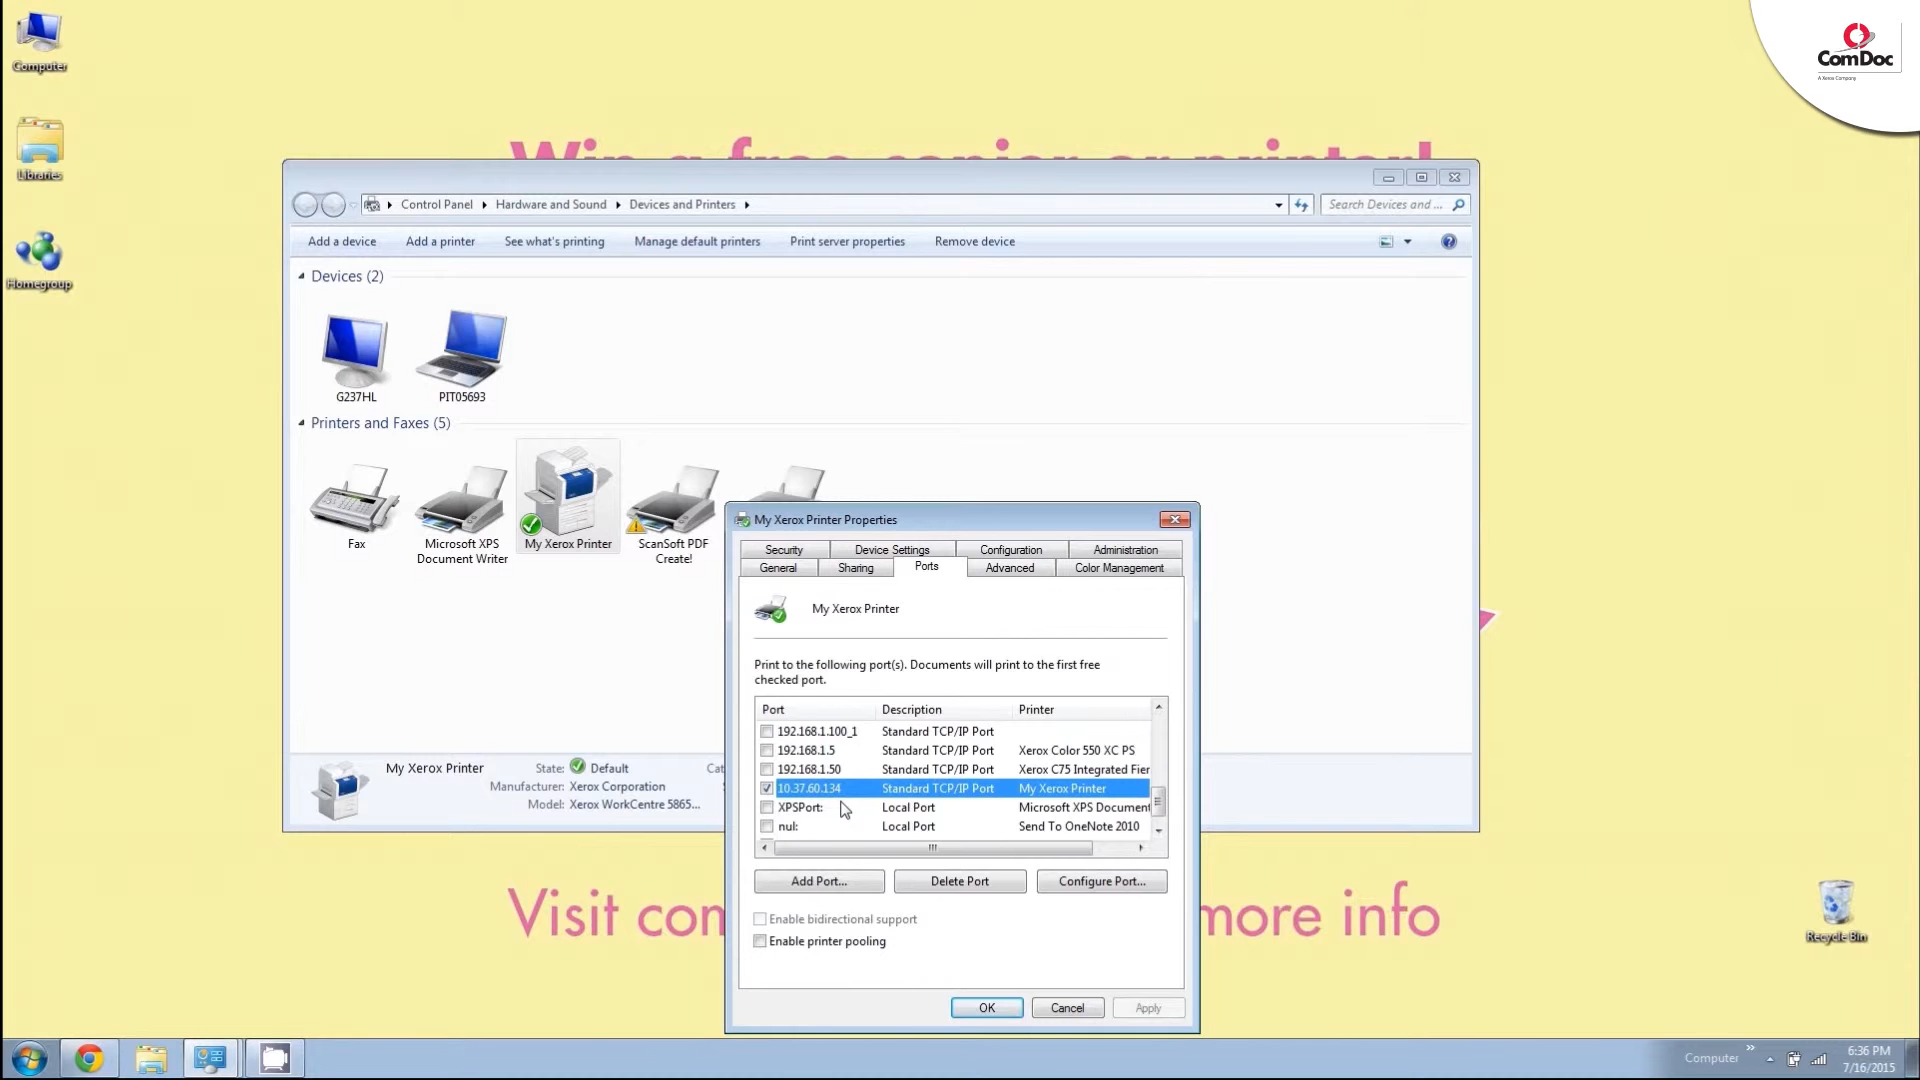 Computer
Libraries
Homegroup
ComDoc
A Xerox Company
Win a free copier or printer!
Control Panel
Hardware and Sound
Devices and Printers
Search Devices and ...
Add a device
Add a printer
See what's printing
Manage default printers
Print server properties
Remove device
Devices (2)
G237HL
PIT05693
Printers and Faxes (5)
Fax
Microsoft XPS
Document Writer
My Xerox Printer
ScanSoft PDF
Create!
My Xerox Printer
State:
Default
Cat
Manufacturer: Xerox Corporation
Model: Xerox WorkCentre 5865...
My Xerox Printer Properties
Security
Device Settings
Configuration
Administration
General
Sharing
Ports
Advanced
Color Management
My Xerox Printer
Print to the following port(s). Documents will print to the first free
checked port.
Port Description Printer
192.168.1.100_1 Standard TCP/IP Port
192.168.1.5 Standard TCP/IP Port Xerox Color 550 XC PS
192.168.1.50 Standard TCP/IP Port Xerox C75 Integrated Fier
10.37.60.134 Standard TCP/IP Port My Xerox Printer
XPSPort: Local Port Microsoft XPS Document
nul: Local Port Send To OneNote 2010
Add Port...
Delete Port
Configure Port...
Enable bidirectional support
Enable printer pooling
OK
Cancel
Apply
Visit com
more info
Recycle Bin
Computer
6:36 PM
7/16/2015